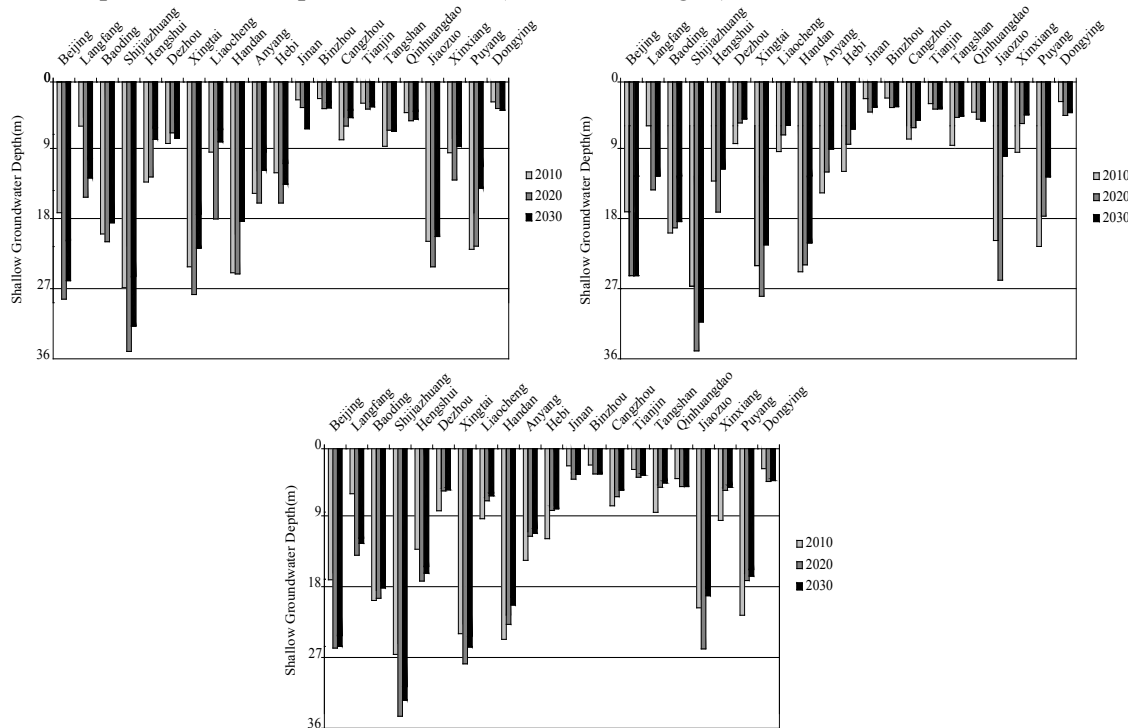 Beijing
Langfang
Baoding
Shijiazhuang
Hengshui
Dezhou
Xingtai
Liaocheng
Handan
Anyang
Hebi
Jinan
Binzhou
Cangzhou
Tianjin
Tangshan
Qinhuangdao
Jiaozuo
Xinxiang
Puyang
Dongying
Shallow Groundwater Depth(m)
0
9
18
27
36
2010
2020
2030
Beijing
Langfang
Baoding
Shijiazhuang
Hengshui
Dezhou
Xingtai
Liaocheng
Handan
Anyang
Hebi
Jinan
Binzhou
Cangzhou
Tianjin
Tangshan
Qinhuangdao
Jiaozuo
Xinxiang
Puyang
Dongying
Shallow Groundwater Depth(m)
0
9
18
27
36
2010
2020
2030
Beijing
Langfang
Baoding
Shijiazhuang
Hengshui
Dezhou
Xingtai
Liaocheng
Handan
Anyang
Hebi
Jinan
Binzhou
Cangzhou
Tianjin
Tangshan
Qinhuangdao
Jiaozuo
Xinxiang
Puyang
Dongying
Shallow Groundwater Depth(m)
0
9
18
27
36
2010
2020
2030